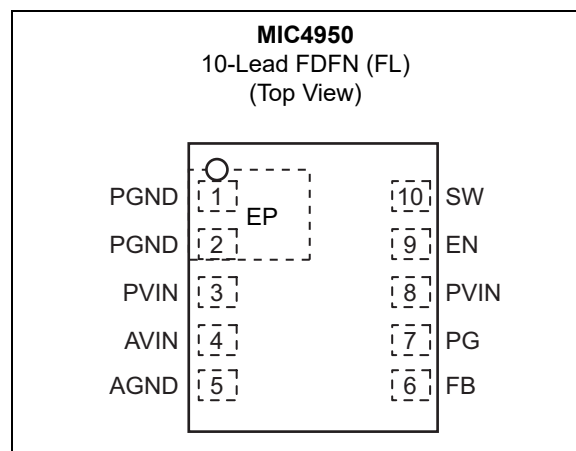 MIC4950
10-Lead FDFN (FL)
(Top View)
PGND 1 EP 10 SW
PGND 2 9 EN
PVIN 3 8 PVIN
AVIN 4 7 PG
AGND 5 6 FB